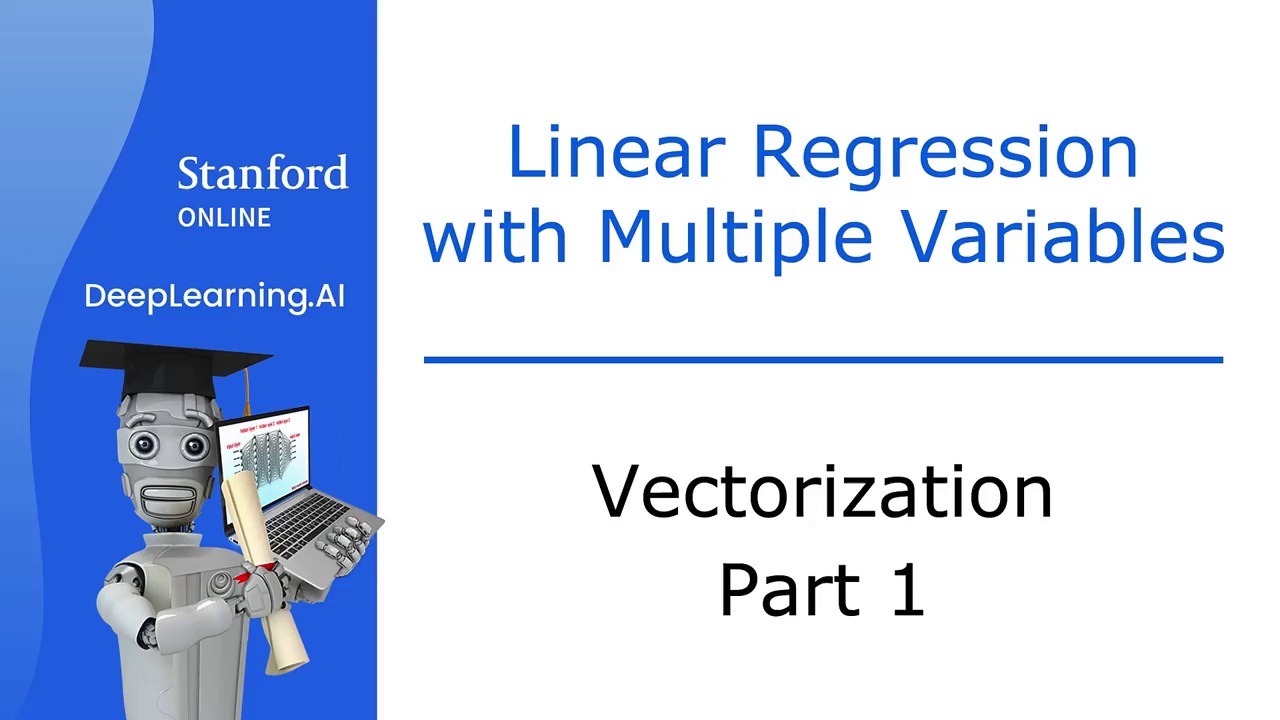 Stanford
ONLINE
DeepLearning.AI
Linear Regression
with Multiple Variables
Vectorization
Part 1